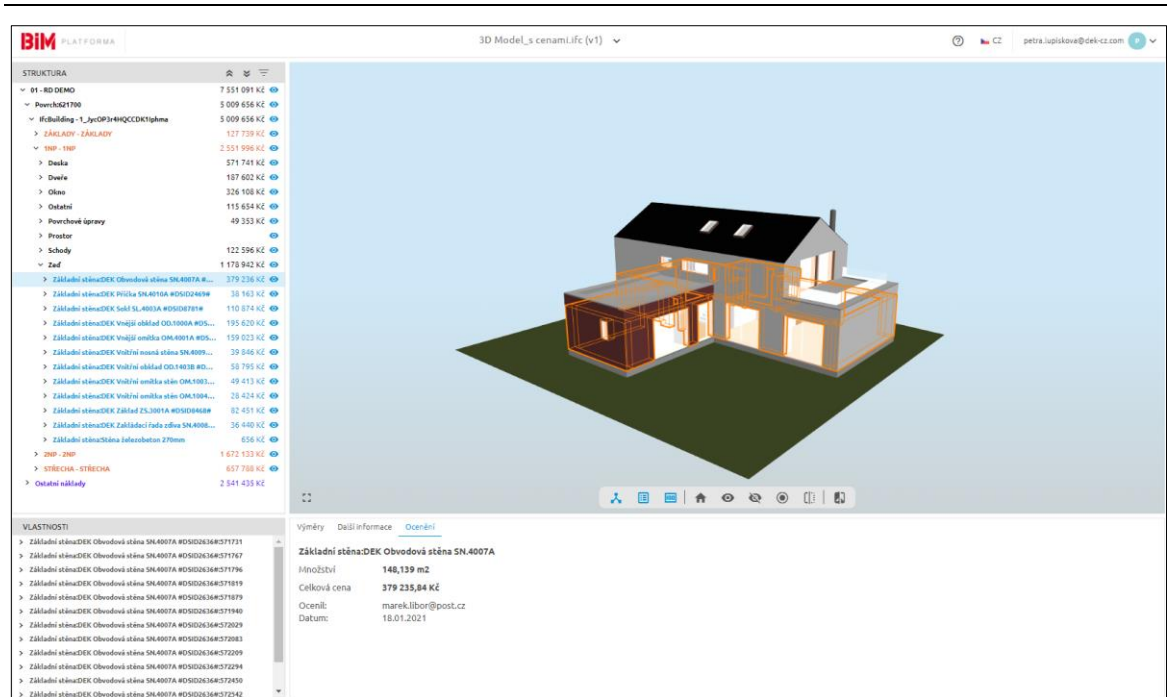 BiM PLATFORMA
3D Model_s cenami.ifc (v1)
CZ
petra.lupiskova@dek-cz.com
P
STRUKTURA
01 - RD DEMO 7 551 091 Kč
Povrch:621700 5 009 656 Kč
IfcBuilding - 1_JycOP3r4HQCCDK1Iphma 5 009 656 Kč
ZÁKLADY - ZÁKLADY 127 739 Kč
1NP - 1NP 2 551 996 Kč
Deska 571 741 Kč
Dveře 187 602 Kč
Okno 326 108 Kč
Ostatní 115 654 Kč
Povrchové úpravy 49 353 Kč
Prostor
Schody 122 596 Kč
Zeď 1 178 942 Kč
Základní stěna:DEK Obvodová stěna SN.4007A #... 379 236 Kč
Základní stěna:DEK Příčka SN.4010A #DSID2469# 38 163 Kč
Základní stěna:DEK Sokl SL.4003A #DSID8781# 110 874 Kč
Základní stěna:DEK Vnější obklad OD.1000A #DS... 195 620 Kč
Základní stěna:DEK Vnější omítka OM.4001A #DS... 159 023 Kč
Základní stěna:DEK Vnitřní nosná stěna SN.4009... 39 846 Kč
Základní stěna:DEK Vnitřní obklad OD.1403B #D... 58 795 Kč
Základní stěna:DEK Vnitřní omítka stěn OM.1003... 49 413 Kč
Základní stěna:DEK Vnitřní omítka stěn OM.1004... 28 424 Kč
Základní stěna:DEK Základ ZS.3001A #DSID8468# 82 451 Kč
Základní stěna:DEK Zakládací řada zdiva SN.4008... 36 440 Kč
Základní stěna:Stěna železobeton 270mm 656 Kč
2NP - 2NP 1 672 133 Kč
STŘECHA - STŘECHA 657 788 Kč
Ostatní náklady 2 541 435 Kč
VLASTNOSTI
Základní stěna:DEK Obvodová stěna SN.4007A #DSID2636#:571731
Základní stěna:DEK Obvodová stěna SN.4007A #DSID2636#:571767
Základní stěna:DEK Obvodová stěna SN.4007A #DSID2636#:571796
Základní stěna:DEK Obvodová stěna SN.4007A #DSID2636#:571819
Základní stěna:DEK Obvodová stěna SN.4007A #DSID2636#:571879
Základní stěna:DEK Obvodová stěna SN.4007A #DSID2636#:571940
Základní stěna:DEK Obvodová stěna SN.4007A #DSID2636#:572029
Základní stěna:DEK Obvodová stěna SN.4007A #DSID2636#:572083
Základní stěna:DEK Obvodová stěna SN.4007A #DSID2636#:572209
Základní stěna:DEK Obvodová stěna SN.4007A #DSID2636#:572294
Základní stěna:DEK Obvodová stěna SN.4007A #DSID2636#:572450
Základní stěna:DEK Obvodová stěna SN.4007A #DSID2636#:572542
Výměry Další informace Ocenění
Základní stěna:DEK Obvodová stěna SN.4007A
Množství 148,139 m2
Celková cena 379 235,84 Kč
Ocenil: marek.libor@post.cz
Datum: 18.01.2021